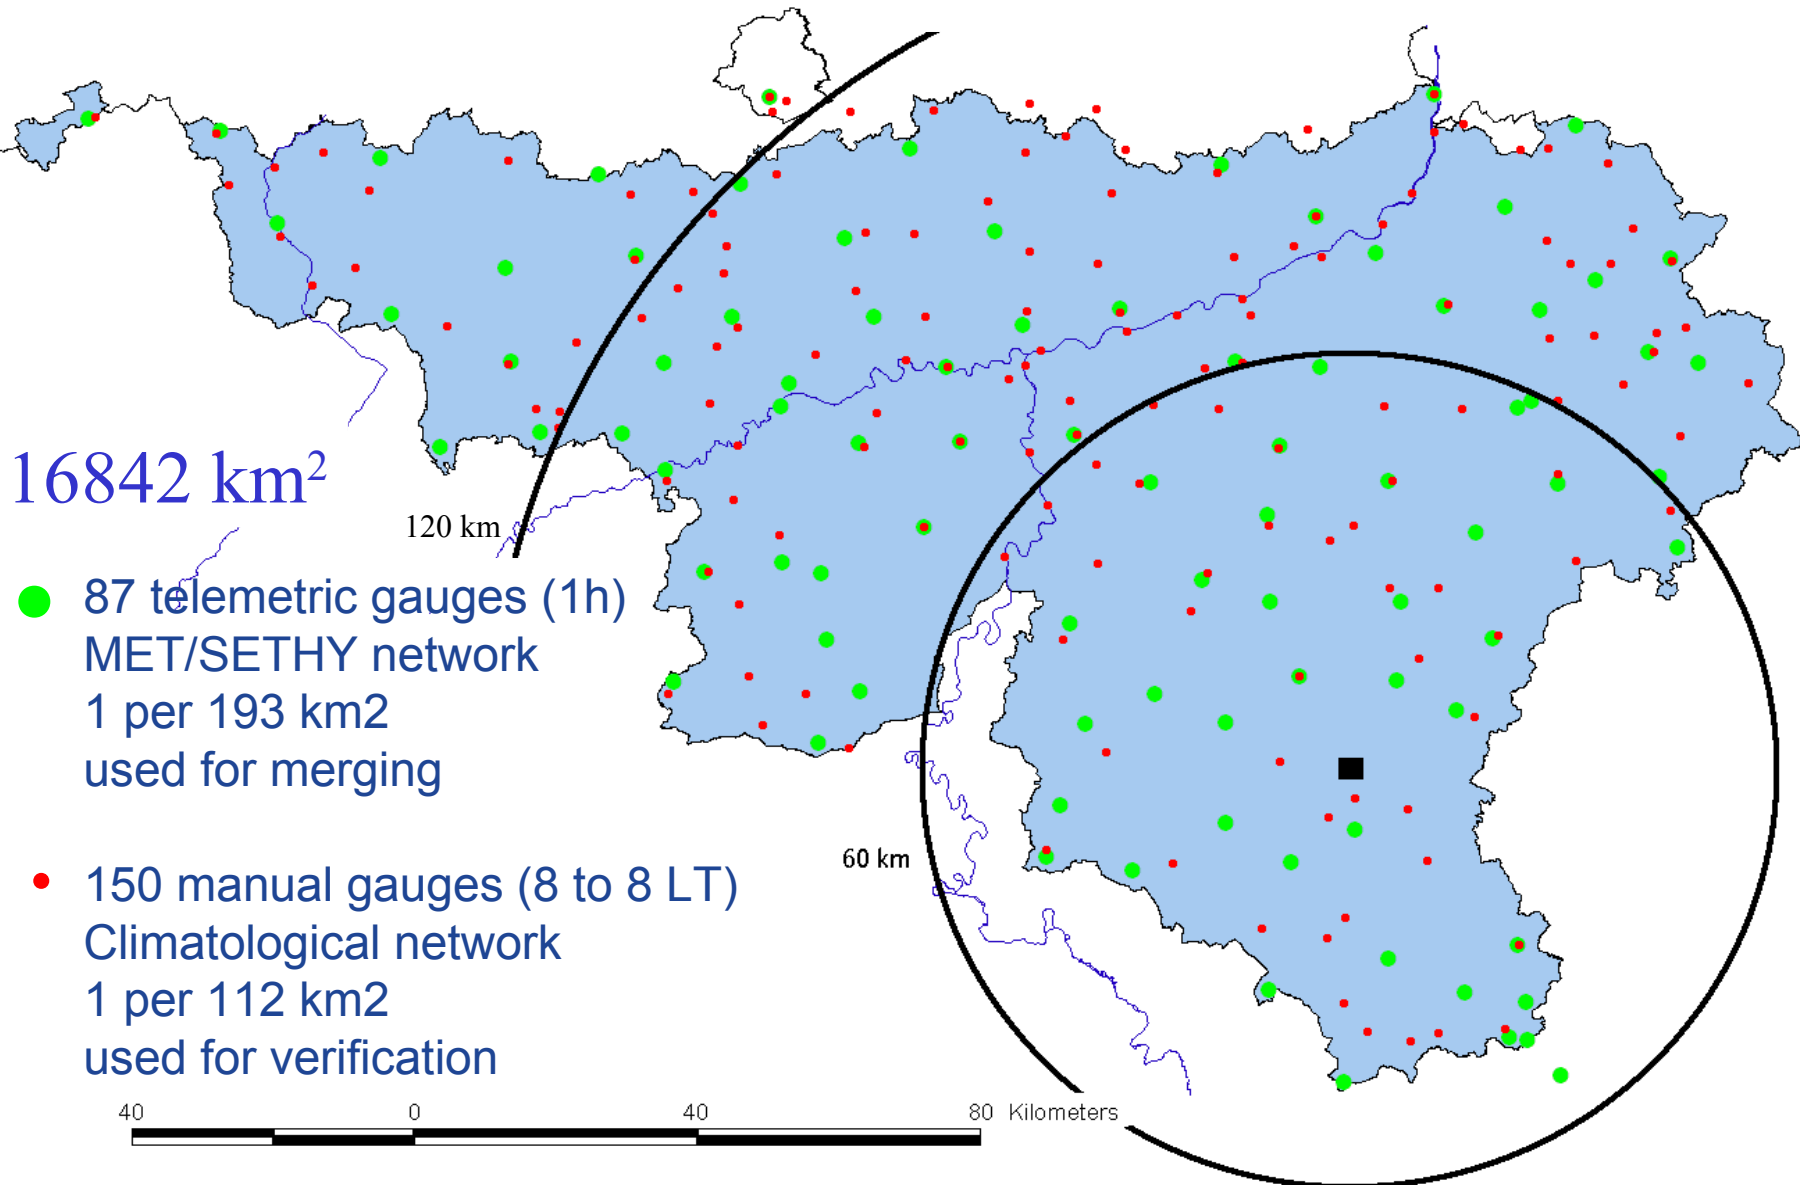 16842 km²
120 km
87 telemetric gauges (1h)
MET/SETHY network
1 per 193 km2
used for merging
60 km
150 manual gauges (8 to 8 LT)
Climatological network
1 per 112 km2
used for verification
40 0 40 80 Kilometers